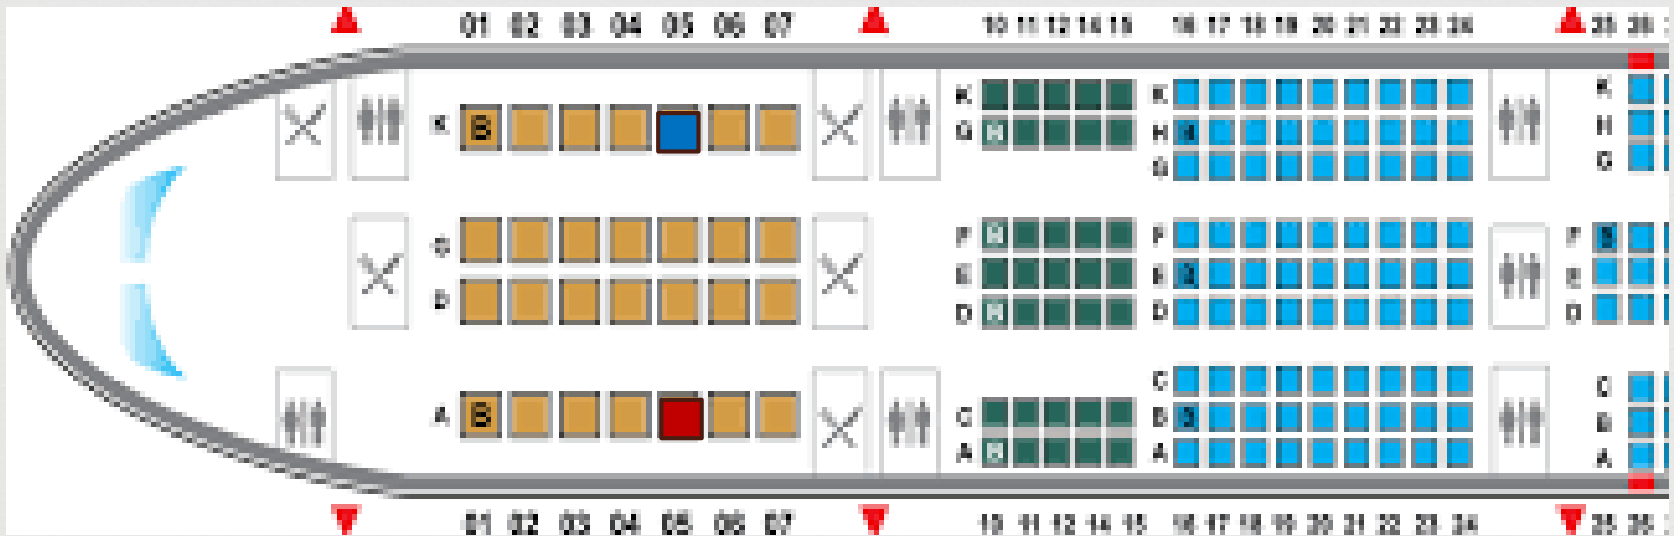 01 02 03 04 05 06 07 10 11 12 14 15 16 17 18 19 20 21 22 23 24 25 26
K B K K K
G R H H
G G
G F R F F
E E E
D D R D D
C C
A B C B B
A R A A
01 02 03 04 05 06 07 10 11 12 14 15 16 17 18 19 20 21 22 23 24 25 26